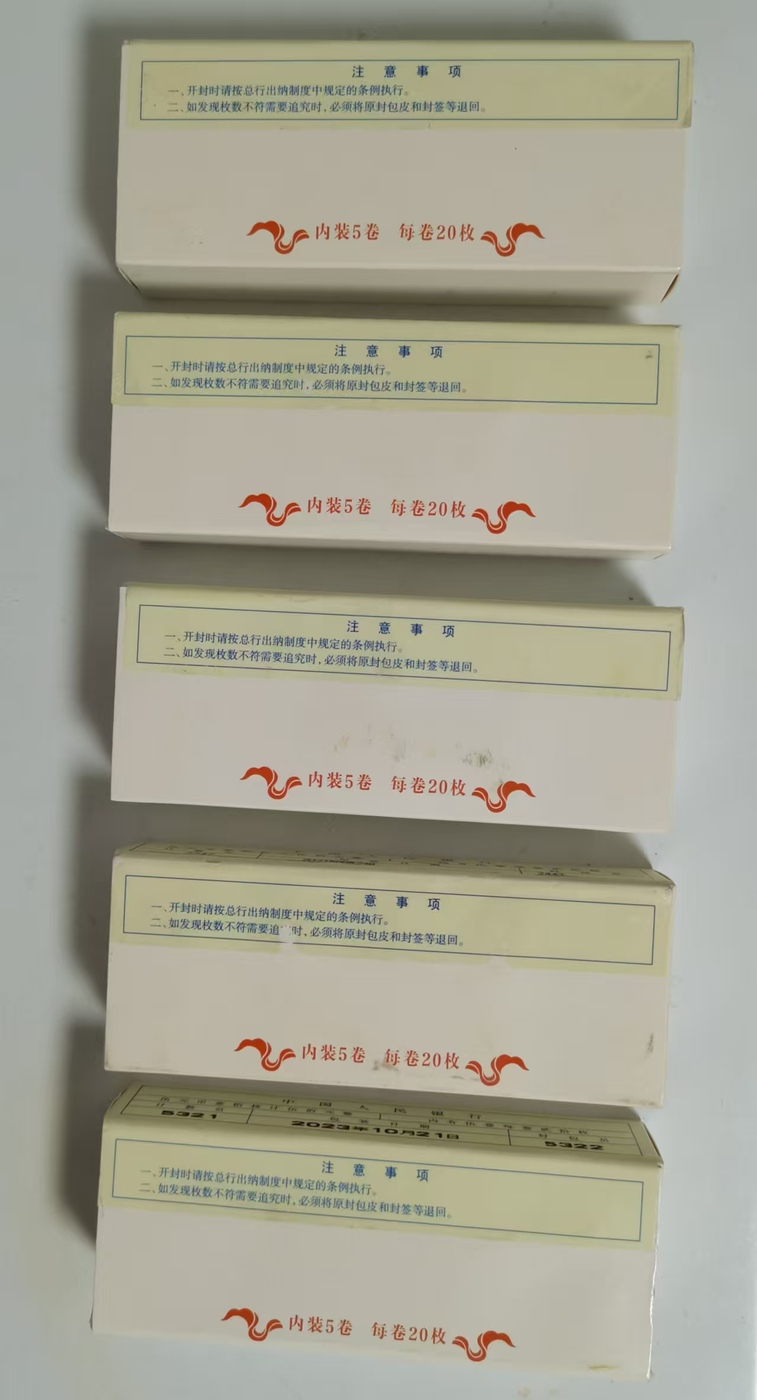 注意事项
一、开封时请按总行出纳制度中规定的条例执行。
二、如发现枚数不符需要追究时,必须将原封包皮和封签等退回。
内装5卷 每卷20枚
注意事项
一、开封时请按总行出纳制度中规定的条例执行。
二、如发现枚数不符需要追究时,必须将原封包皮和封签等退回。
内装5卷 每卷20枚
注意事项
一、开封时请按总行出纳制度中规定的条例执行。
二、如发现枚数不符需要追究时,必须将原封包皮和封签等退回。
内装5卷 每卷20枚
注意事项
一、开封时请按总行出纳制度中规定的条例执行。
二、如发现枚数不符需要追时,必须将原封包皮和封签等退回。
内装5卷 每卷20枚
中国人民银行
5321 2023年10月21日 5322
注意事项
一、开封时请按总行出纳制度中规定的条例执行。
二、如发现枚数不符需要追究时,必须将原封包皮和封签等退回。
内装5卷 每卷20枚